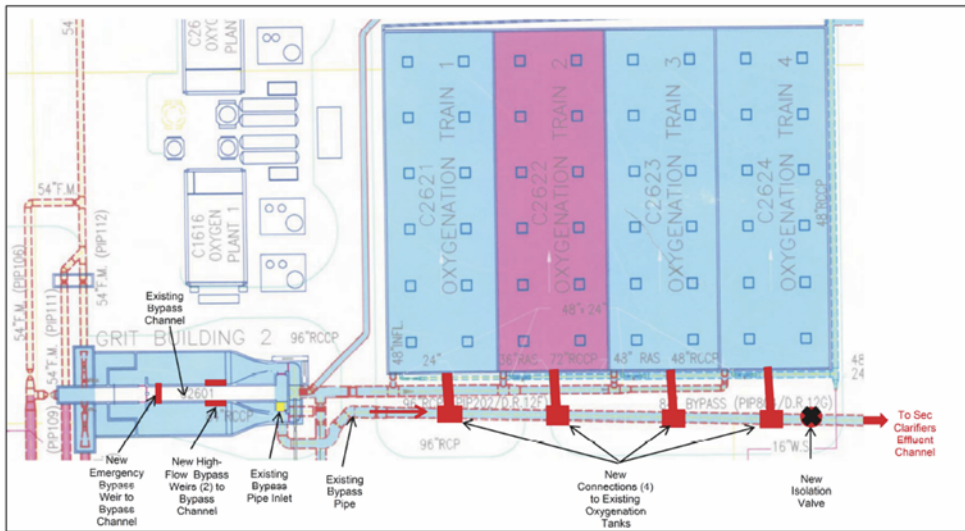 54"
54"
C26
OXYG
PLAN
54"F.M
C1616
OXYGEN
PLANT 1
C2621
OXYGENATION TRAIN 1
C2622
OXYGENATION TRAIN 2
C2623
OXYGENATION TRAIN 3
C2624
OXYGENATION TRAIN 4
48"RCCP
54"F.M. (PIP106)
(PIP111)
54"F.M.
54"F.M. (PIP112)
54"
(PIP109)
Existing
Bypass
Channel
GRIT BUILDING 2
96"RCCP
48"INFL.
24"
36"RAS
72"RCCP
48"x24"
48" RAS
48"RCCP
48
24
2601
RCCP
BYPASS
96"RCP
16"W.S
To Sec
Clarifiers
Effluent
Channel
New
Emergency
Bypass
Weir to
Bypass
Channel
New High-
Flow Bypass
Weirs (2) to
Bypass
Channel
Existing
Bypass
Pipe Inlet
Existing
Bypass
Pipe
New
Connections (4)
to Existing
Oxygenation
Tanks
New
Isolation
Valve